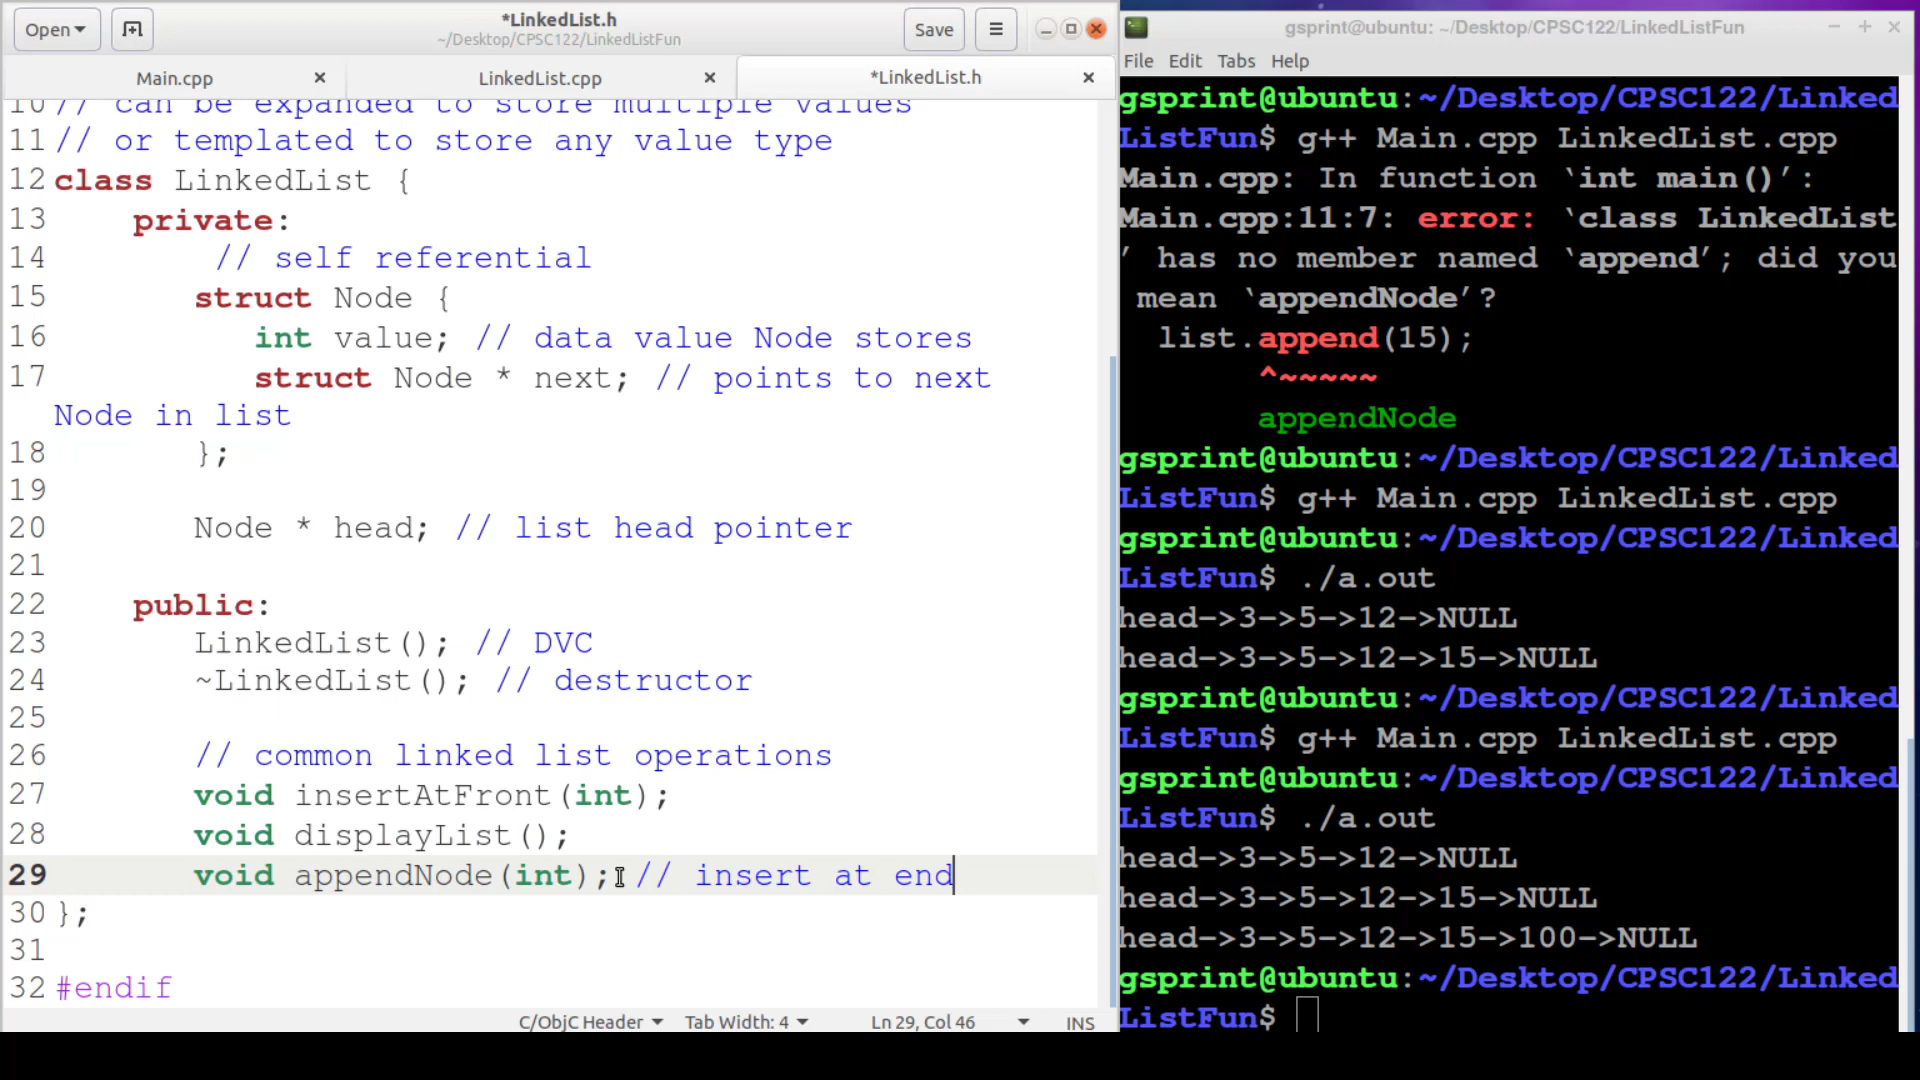 Open
*LinkedList.h
~/Desktop/CPSC122/LinkedListFun
Save
Main.cpp
LinkedList.cpp
*LinkedList.h
10 // can be expanded to store multiple values
11 // or templated to store any value type
12 class LinkedList {
13 private:
14 // self referential
15 struct Node {
16 int value; // data value Node stores
17 struct Node * next; // points to next
Node in list
18 };
19
20 Node * head; // list head pointer
21
22 public:
23 LinkedList(); // DVC
24 ~LinkedList(); // destructor
25
26 // common linked list operations
27 void insertAtFront(int);
28 void displayList();
29 void appendNode(int); // insert at end
30 };
31
32 #endif
C/ObjC Header
Tab Width: 4
Ln 29, Col 46
INS
gsprint@ubuntu: ~/Desktop/CPSC122/LinkedListFun
File Edit Tabs Help
gsprint@ubuntu:~/Desktop/CPSC122/Linked
ListFun$ g++ Main.cpp LinkedList.cpp
Main.cpp: In function ‘int main()’:
Main.cpp:11:7: error: ‘class LinkedList
’ has no member named ‘append’; did you
mean ‘appendNode’?
list.append(15);
^~~~~~
appendNode
gsprint@ubuntu:~/Desktop/CPSC122/Linked
ListFun$ g++ Main.cpp LinkedList.cpp
gsprint@ubuntu:~/Desktop/CPSC122/Linked
ListFun$ ./a.out
head->3->5->12->NULL
head->3->5->12->15->NULL
gsprint@ubuntu:~/Desktop/CPSC122/Linked
ListFun$ g++ Main.cpp LinkedList.cpp
gsprint@ubuntu:~/Desktop/CPSC122/Linked
ListFun$ ./a.out
head->3->5->12->NULL
head->3->5->12->15->NULL
head->3->5->12->15->100->NULL
gsprint@ubuntu:~/Desktop/CPSC122/Linked
ListFun$